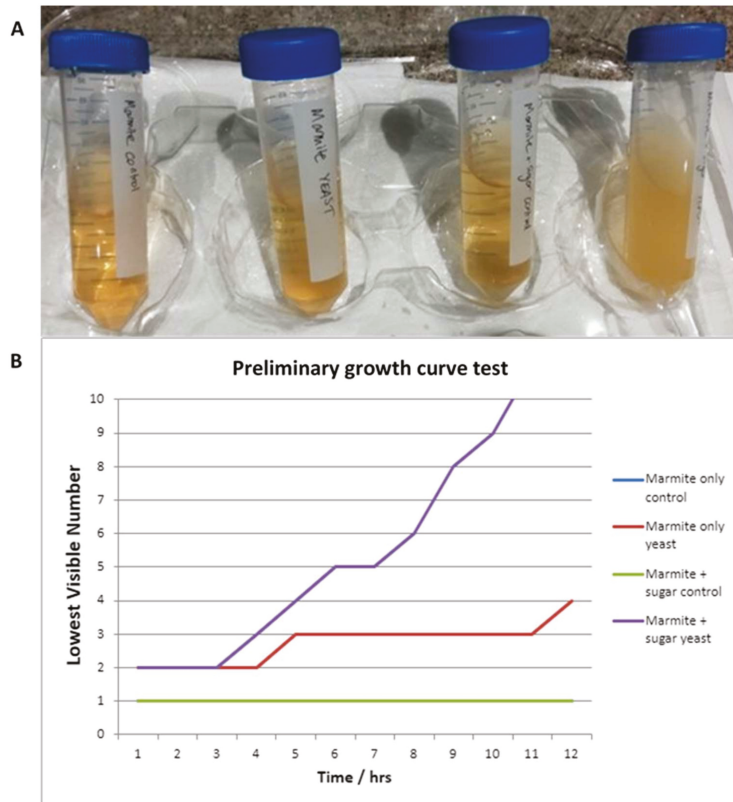 A
Marmite control
Marmite YEAST
Marmite + sugar control
B
Preliminary growth curve test
Lowest Visible Number
10
9
8
7
6
5
4
3
2
1
0
1 2 3 4 5 6 7 8 9 10 11 12
Time / hrs
Marmite only
control
Marmite only
yeast
Marmite +
sugar control
Marmite +
sugar yeast